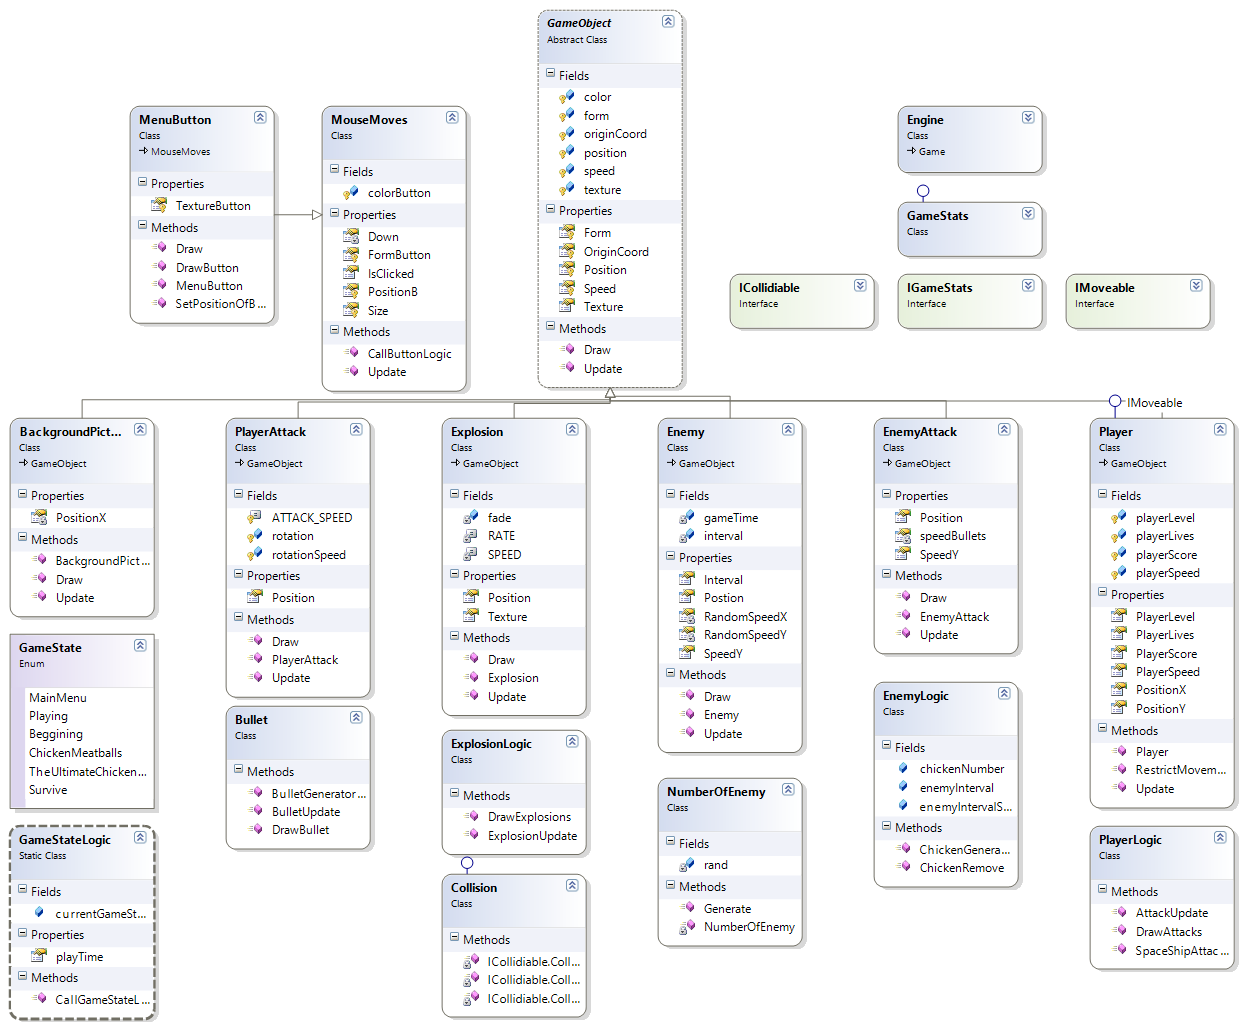 GameObject
Abstract Class
Fields
color
form
originCoord
position
speed
texture
Properties
Form
OriginCoord
Position
Speed
Texture
Methods
Draw
Update
MenuButton
Class
MouseMoves
Properties
TextureButton
Methods
Draw
DrawButton
MenuButton
SetPositionOfB...
MouseMoves
Class
Fields
colorButton
Properties
Down
FormButton
IsClicked
PositionB
Size
Methods
CallButtonLogic
Update
Engine
Class
Game
GameStats
Class
ICollidiable
Interface
IGameStats
Interface
IMoveable
Interface
IMoveable
BackgroundPict...
Class
GameObject
Properties
PositionX
Methods
BackgroundPict...
Draw
Update
PlayerAttack
Class
GameObject
Fields
ATTACK_SPEED
rotation
rotationSpeed
Properties
Position
Methods
Draw
PlayerAttack
Update
Explosion
Class
GameObject
Fields
fade
RATE
SPEED
Properties
Position
Texture
Methods
Draw
Explosion
Update
Enemy
Class
GameObject
Fields
gameTime
interval
Properties
Interval
Postion
RandomSpeedX
RandomSpeedY
SpeedY
Methods
Draw
Enemy
Update
EnemyAttack
Class
GameObject
Properties
Position
speedBullets
SpeedY
Methods
Draw
EnemyAttack
Update
Player
Class
GameObject
Fields
playerLevel
playerLives
playerScore
playerSpeed
Properties
PlayerLevel
PlayerLives
PlayerScore
PlayerSpeed
PositionX
PositionY
Methods
Player
RestrictMovem...
Update
GameState
Enum
MainMenu
Playing
Beggining
ChickenMeatballs
TheUltimateChicken...
Survive
Bullet
Class
Methods
BulletGenerator...
BulletUpdate
DrawBullet
ExplosionLogic
Class
Methods
DrawExplosions
ExplosionUpdate
NumberOfEnemy
Class
Fields
rand
Methods
Generate
NumberOfEnemy
EnemyLogic
Class
Fields
chickenNumber
enemyInterval
enemyIntervalS...
Methods
ChickenGenera...
ChickenRemove
PlayerLogic
Class
Methods
AttackUpdate
DrawAttacks
SpaceShipAttac...
GameStateLogic
Static Class
Fields
currentGameSt...
Properties
playTime
Methods
CallGameStateL...
Collision
Class
Methods
ICollidiable.Coll...
ICollidiable.Coll...
ICollidiable.Coll...